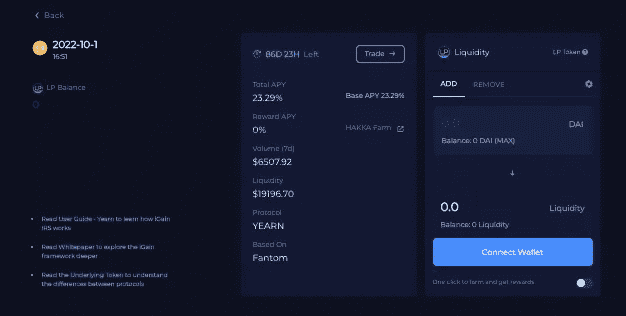 Back
2022-10-1
16:51
LP Balance
0
Read User Guide - Yearn to learn how iGain
IRS works
Read Whitepaper to explore the iGain
framework deeper
Read the Underlying Token to understand
the differences between protocols
86D 23H Left
Trade →
Total APY
23.29%
Base APY 23.29%
Reward APY
0%
HAKKA Farm
Volume (7d)
$6507.92
Liquidity
$19196.70
Protocol
YEARN
Based On
Fantom
Liquidity
LP Token
ADD
REMOVE
DAI
Balance: 0 DAI (MAX)
↓
0.0
Liquidity
Balance: 0 Liquidity
Connect Wallet
One click to farm and get rewards